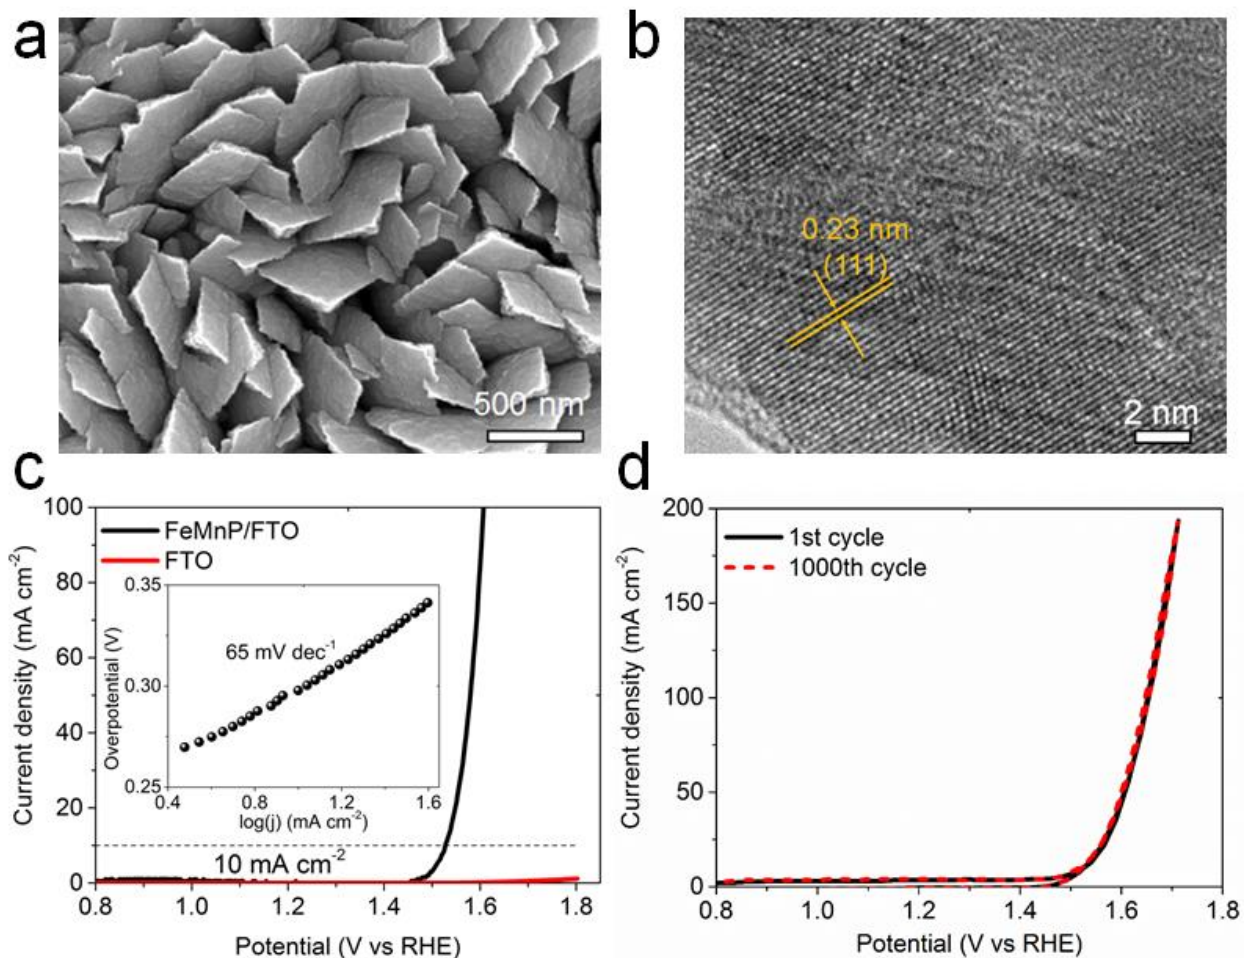 a
500 nm
b
0.23 nm
(111)
2 nm
c
100
80
60
40
20
0
Current density (mA cm⁻²)
FeMnP/FTO
FTO
0.35
0.30
0.25
Overpotential (V)
65 mV dec⁻¹
0.4 0.8 1.2 1.6
log(j) (mA cm⁻²)
10 mA cm⁻²
0.8 1.0 1.2 1.4 1.6 1.8
Potential (V vs RHE)
d
200
150
100
50
0
Current density (mA cm⁻²)
1st cycle
1000th cycle
0.8 1.0 1.2 1.4 1.6 1.8
Potential (V vs RHE)